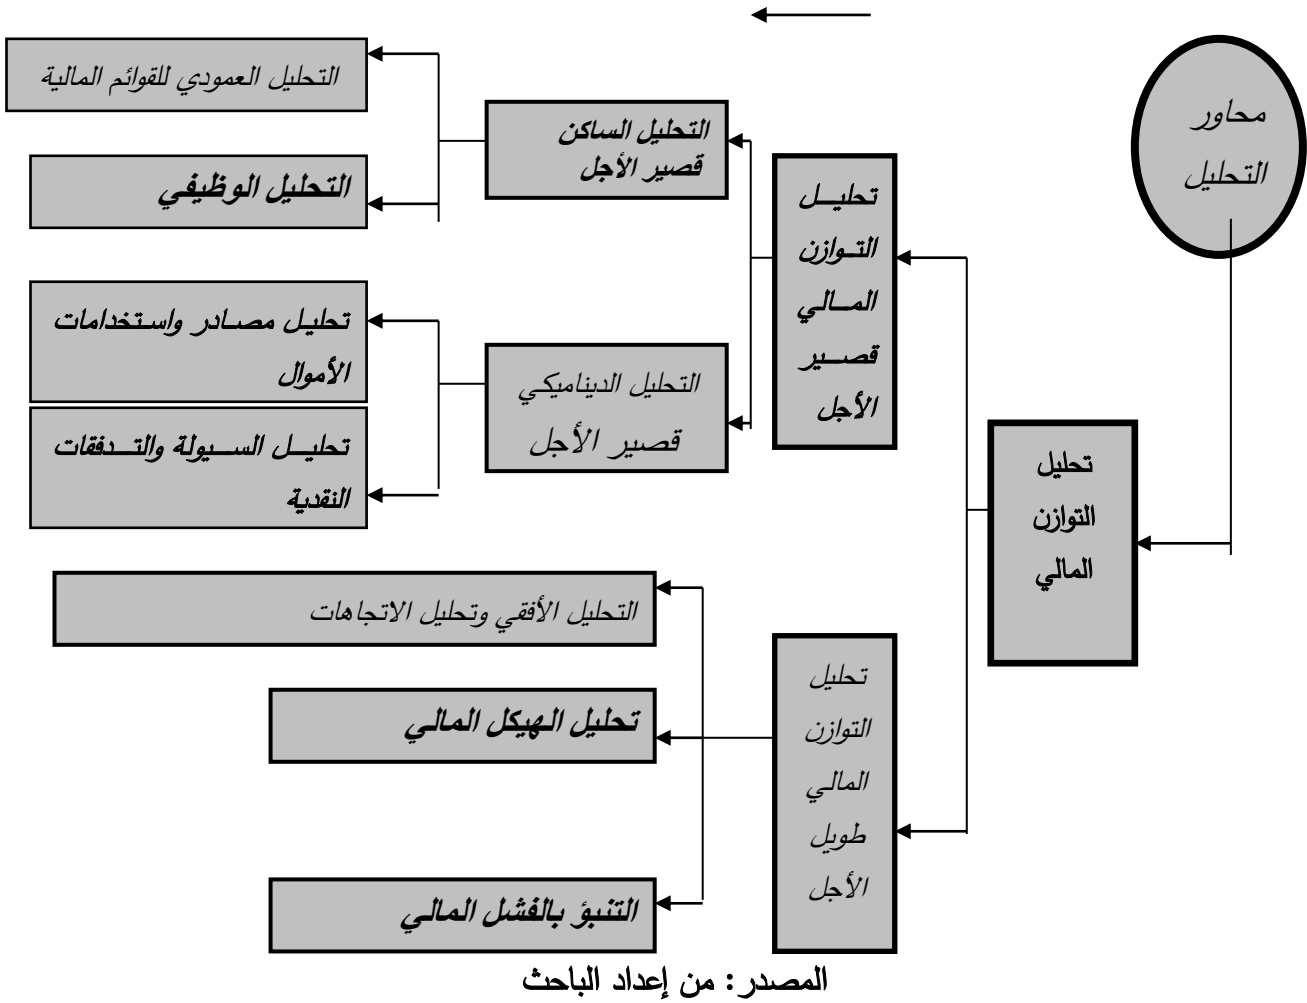 محاور
التحليل
تحليل
التوازن
المالي
تحليل
التوازن
المالي
قصير
الأجل
التحليل الساكن
قصير الأجل
التحليل العمودي للقوائم المالية
التحليل الوظيفي
التحليل الديناميكي
قصير الأجل
تحليل مصادر واستخدامات
الأموال
تحليل السيولة والتدفقات
النقدية
تحليل
التوازن
المالي
طويل
الأجل
التحليل الأفقي وتحليل الاتجاهات
تحليل الهيكل المالي
التنبؤ بالفشل المالي
المصدر: من إعداد الباحث